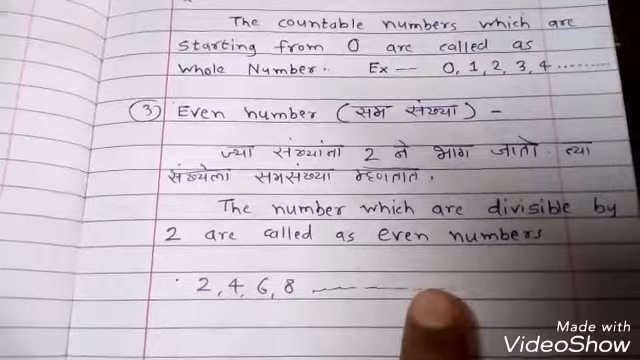 The countable numbers which are
starting from 0 are called as
whole Number. Ex — 0, 1, 2, 3, 4 .........
(3) Even number (सम संख्या) -
ज्या संख्यांना 2 ने भाग जातो त्या
संख्येला समसंख्या म्हणतात.
The number which are divisible by
2 are called as even numbers
2, 4, 6, 8 ————
Made with
VideoShow